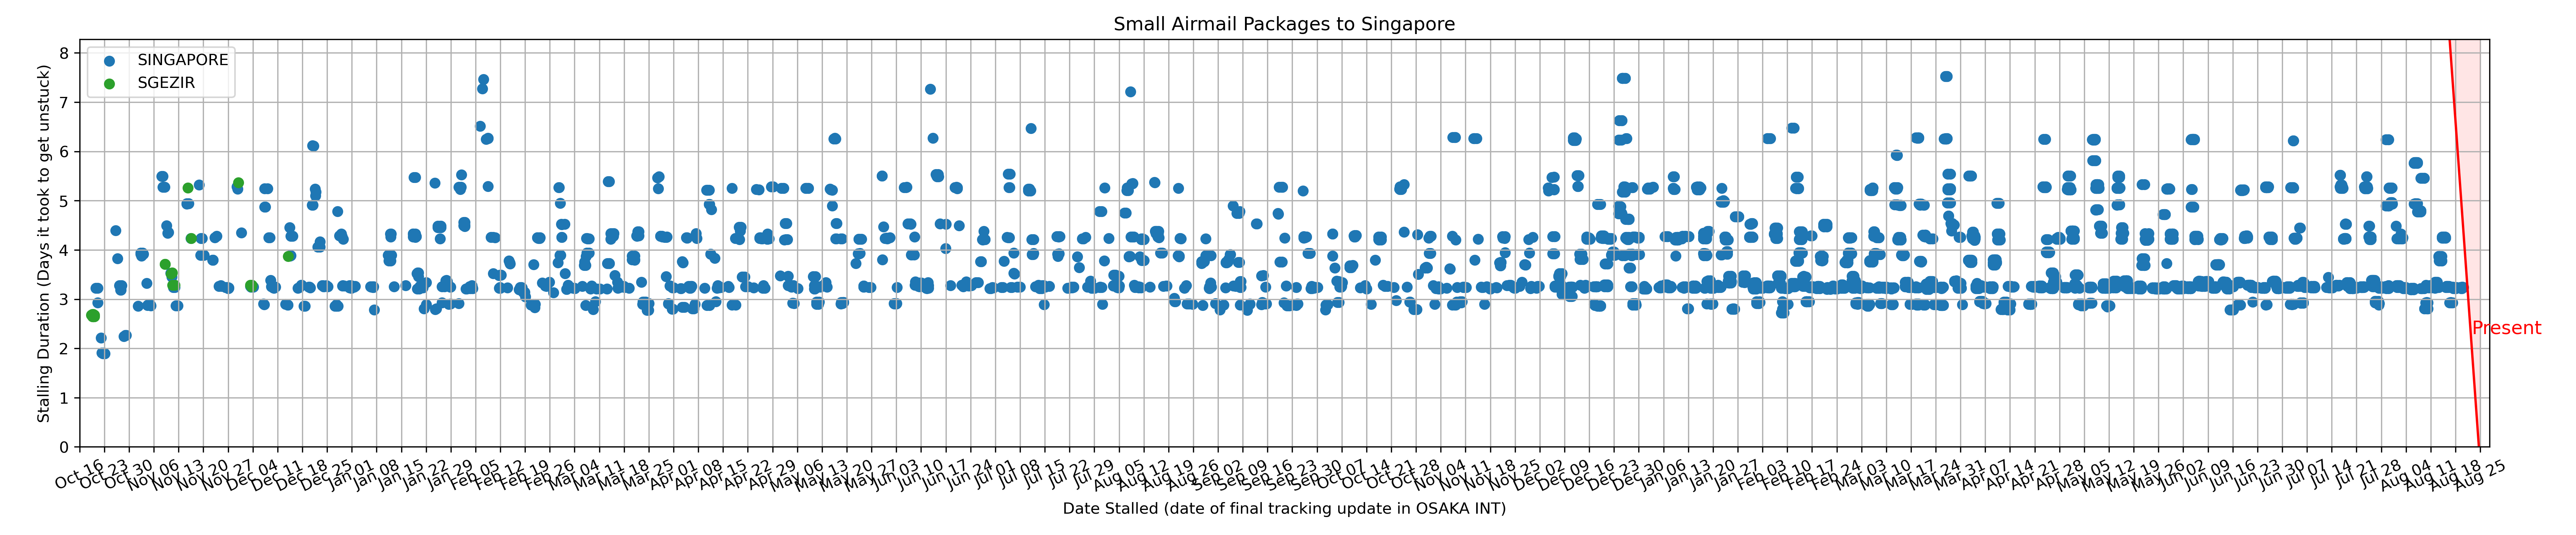 Small Airmail Packages to Singapore
SINGAPORE
SGEZIR
Stalling Duration (Days it took to get unstuck)
8
7
6
5
4
3
2
1
0
Present
Oct 16
Oct 23
Oct 30
Nov 06
Nov 13
Nov 20
Nov 27
Dec 04
Dec 11
Dec 18
Dec 25
Jan 01
Jan 08
Jan 15
Jan 22
Jan 29
Feb 05
Feb 12
Feb 19
Feb 26
Mar 04
Mar 11
Mar 18
Mar 25
Apr 01
Apr 08
Apr 15
Apr 22
Apr 29
May 06
May 13
May 20
May 27
Jun 03
Jun 10
Jun 17
Jun 24
Jul 01
Jul 08
Jul 15
Jul 22
Jul 29
Aug 05
Aug 12
Aug 19
Aug 26
Sep 02
Sep 09
Sep 16
Sep 23
Sep 30
Oct 07
Oct 14
Oct 21
Oct 28
Nov 04
Nov 11
Nov 18
Nov 25
Dec 02
Dec 09
Dec 16
Dec 23
Dec 30
Jan 06
Jan 13
Jan 20
Jan 27
Feb 03
Feb 10
Feb 17
Feb 24
Mar 03
Mar 10
Mar 17
Mar 24
Mar 31
Apr 07
Apr 14
Apr 21
Apr 28
May 05
May 12
May 19
May 26
Jun 02
Jun 09
Jun 16
Jun 23
Jun 30
Jul 07
Jul 14
Jul 21
Jul 28
Aug 04
Aug 11
Aug 18
Aug 25
Date Stalled (date of final tracking update in OSAKA INT)